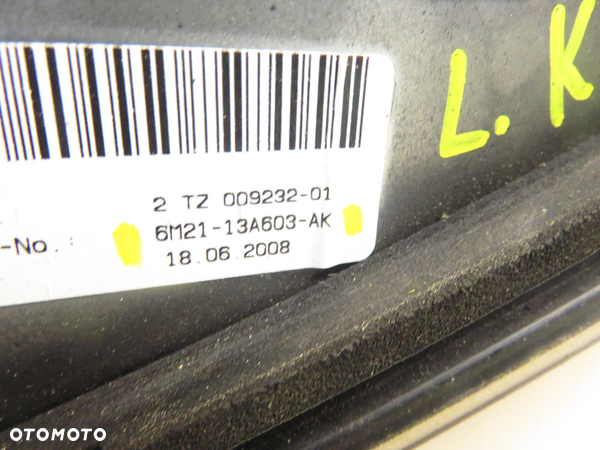 L.K
2 TZ 009232-01
-No.: 6M21-13A603-AK
18.06.2008
OTOMOTO